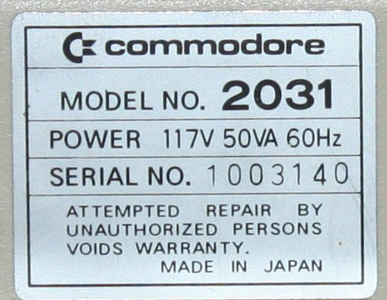 commodore
MODEL NO. 2031
POWER 117V 50VA 60Hz
SERIAL NO. 1003140
ATTEMPTED REPAIR BY
UNAUTHORIZED PERSONS
VOIDS WARRANTY.
MADE IN JAPAN